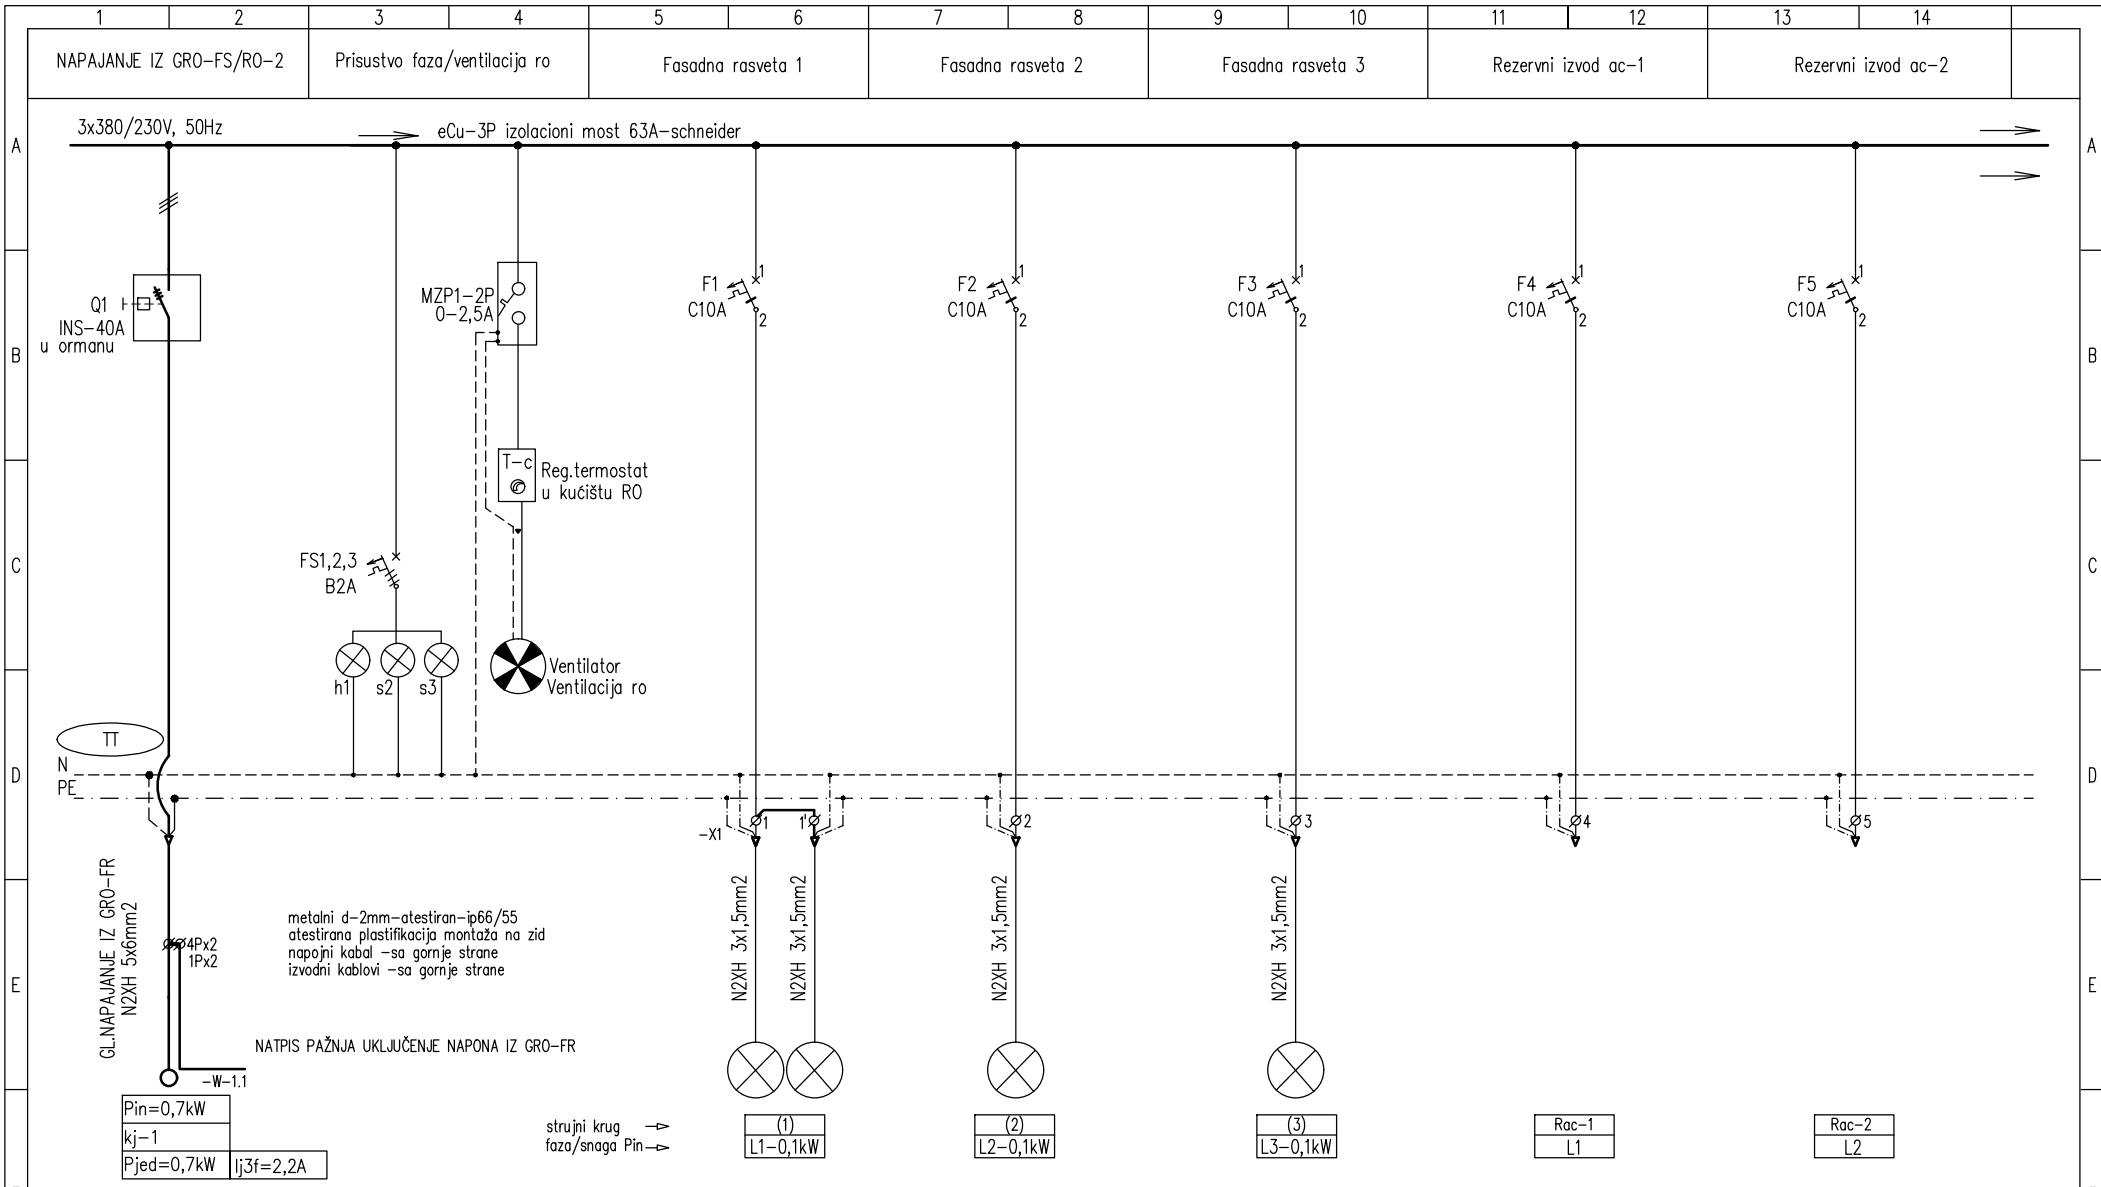 1 2 3 4 5 6 7 8 9 10 11 12 13 14
NAPAJANJE IZ GRO-FS/RO-2
Prisustvo faza/ventilacija ro
Fasadna rasveta 1
Fasadna rasveta 2
Fasadna rasveta 3
Rezervni izvod ac-1
Rezervni izvod ac-2
3x380/230V, 50Hz
eCu-3P izolacioni most 63A-schneider
A
A
Q1
INS-40A
u ormanu
MZP1-2P
0-2,5A
F1
C10A
1
2
F2
C10A
1
2
F3
C10A
1
2
F4
C10A
1
2
F5
C10A
1
2
B
B
T-c
Reg.termostat
u kućištu RO
FS1,2,3
B2A
C
C
h1
s2
s3
Ventilator
Ventilacija ro
TT
N
PE
D
D
-X1
1
1'
2
3
4
5
GL.NAPAJANJE IZ GRO-FR
N2XH 5x6mm2
4Px2
1Px2
metalni d-2mm-atestiran-ip66/55
atestirana plastifikacija montaža na zid
napojni kabal -sa gornje strane
izvodni kablovi -sa gornje strane
N2XH 3x1,5mm2
N2XH 3x1,5mm2
N2XH 3x1,5mm2
N2XH 3x1,5mm2
E
E
NATPIS PAŽNJA UKLJUČENJE NAPONA IZ GRO-FR
-W-1.1
Pin=0,7kW
kj-1
Pjed=0,7kW
Ij3f=2,2A
strujni krug
faza/snaga Pin
(1)
L1-0,1kW
(2)
L2-0,1kW
(3)
L3-0,1kW
Rac-1
L1
Rac-2
L2